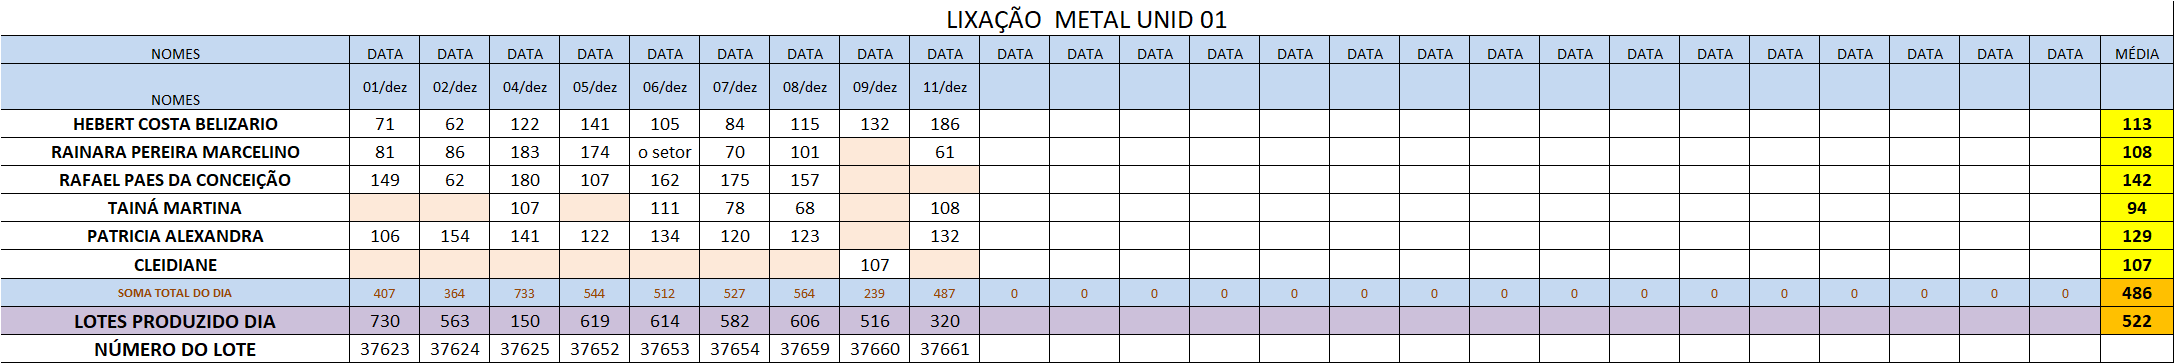 LIXAÇÃO  METAL UNID 01
NOMES DATA DATA DATA DATA DATA DATA DATA DATA DATA DATA DATA DATA DATA DATA DATA DATA DATA DATA DATA DATA DATA DATA DATA DATA DATA MÉDIA
NOMES 01/dez 02/dez 04/dez 05/dez 06/dez 07/dez 08/dez 09/dez 11/dez
HEBERT COSTA BELIZARIO 71 62 122 141 105 84 115 132 186 113
RAINARA PEREIRA MARCELINO 81 86 183 174 o setor 70 101 61 108
RAFAEL PAES DA CONCEIÇÃO 149 62 180 107 162 175 157 142
TAINÁ MARTINA 107 111 78 68 108 94
PATRICIA ALEXANDRA 106 154 141 122 134 120 123 132 129
CLEIDIANE 107 107
SOMA TOTAL DO DIA 407 364 733 544 512 527 564 239 487 0 0 0 0 0 0 0 0 0 0 0 0 0 0 0 0 486
LOTES PRODUZIDO DIA 730 563 150 619 614 582 606 516 320 522
NÚMERO DO LOTE 37623 37624 37625 37652 37653 37654 37659 37660 37661